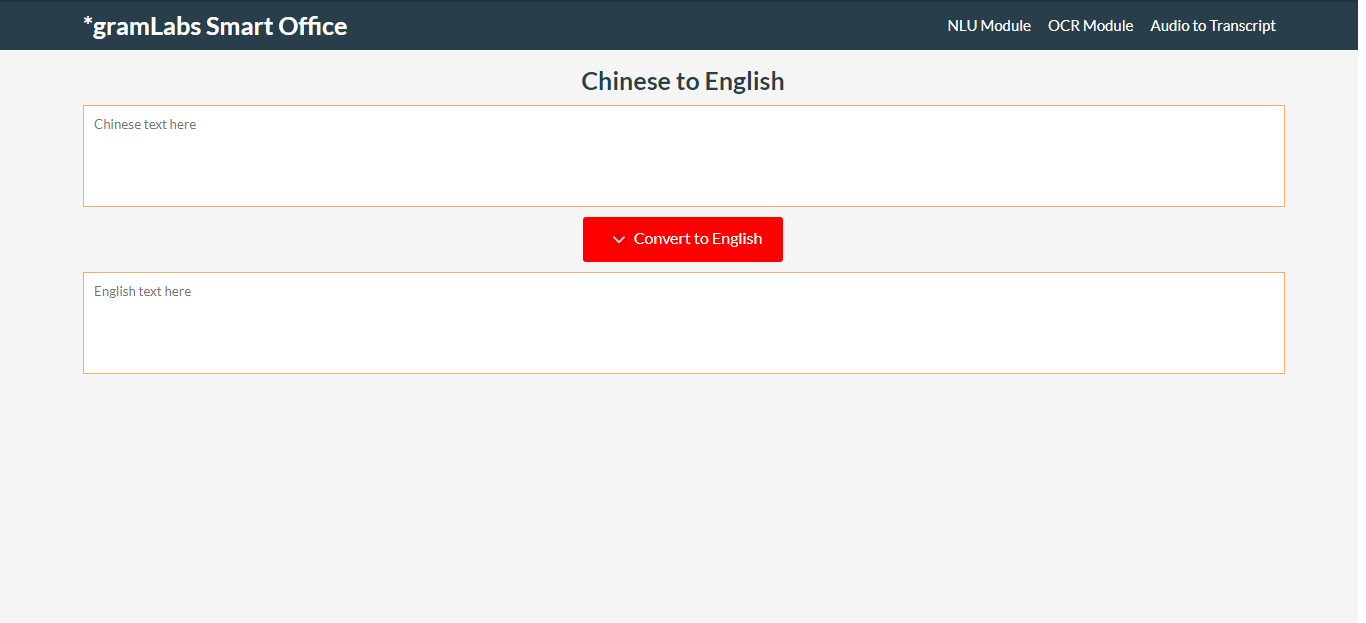 *gramLabs Smart Office
NLU Module OCR Module Audio to Transcript
Chinese to English
Chinese text here
Convert to English
English text here